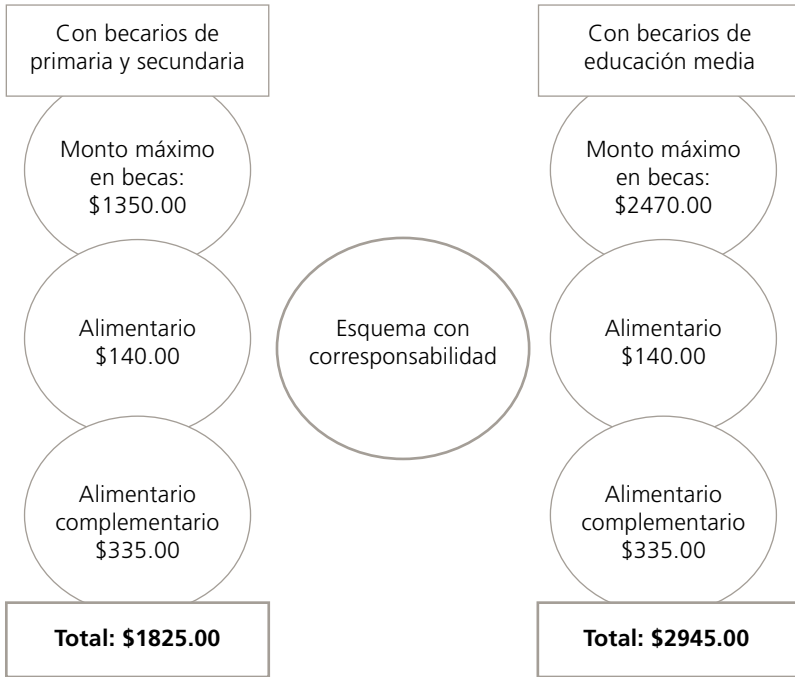 Con becarios de
primaria y secundaria
Monto máximo
en becas:
$1350.00
Alimentario
$140.00
Alimentario
complementario
$335.00
Total: $1825.00
Esquema con
corresponsabilidad
Con becarios de
educación media
Monto máximo
en becas:
$2470.00
Alimentario
$140.00
Alimentario
complementario
$335.00
Total: $2945.00